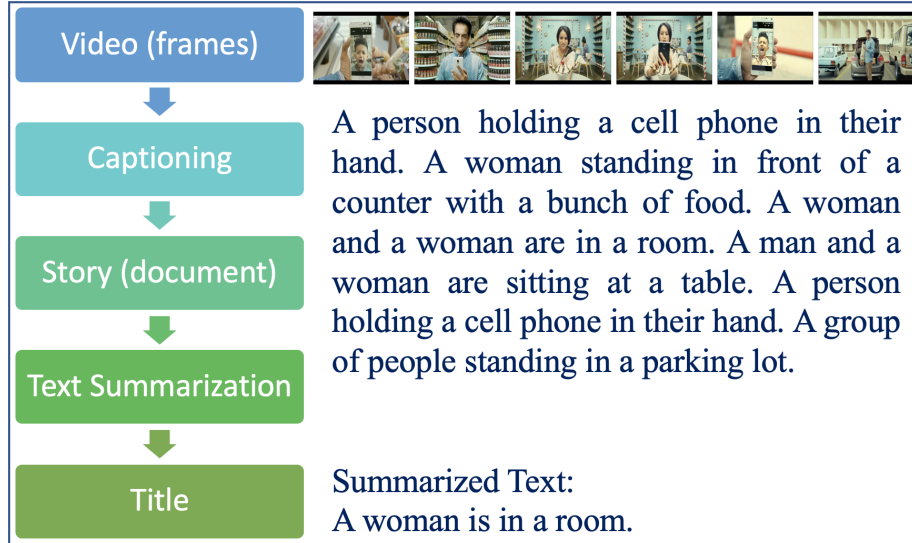 Video (frames)
Captioning
Story (document)
Text Summarization
Title
A person holding a cell phone in their
hand. A woman standing in front of a
counter with a bunch of food. A woman
and a woman are in a room. A man and a
woman are sitting at a table. A person
holding a cell phone in their hand. A group
of people standing in a parking lot.
Summarized Text:
A woman is in a room.